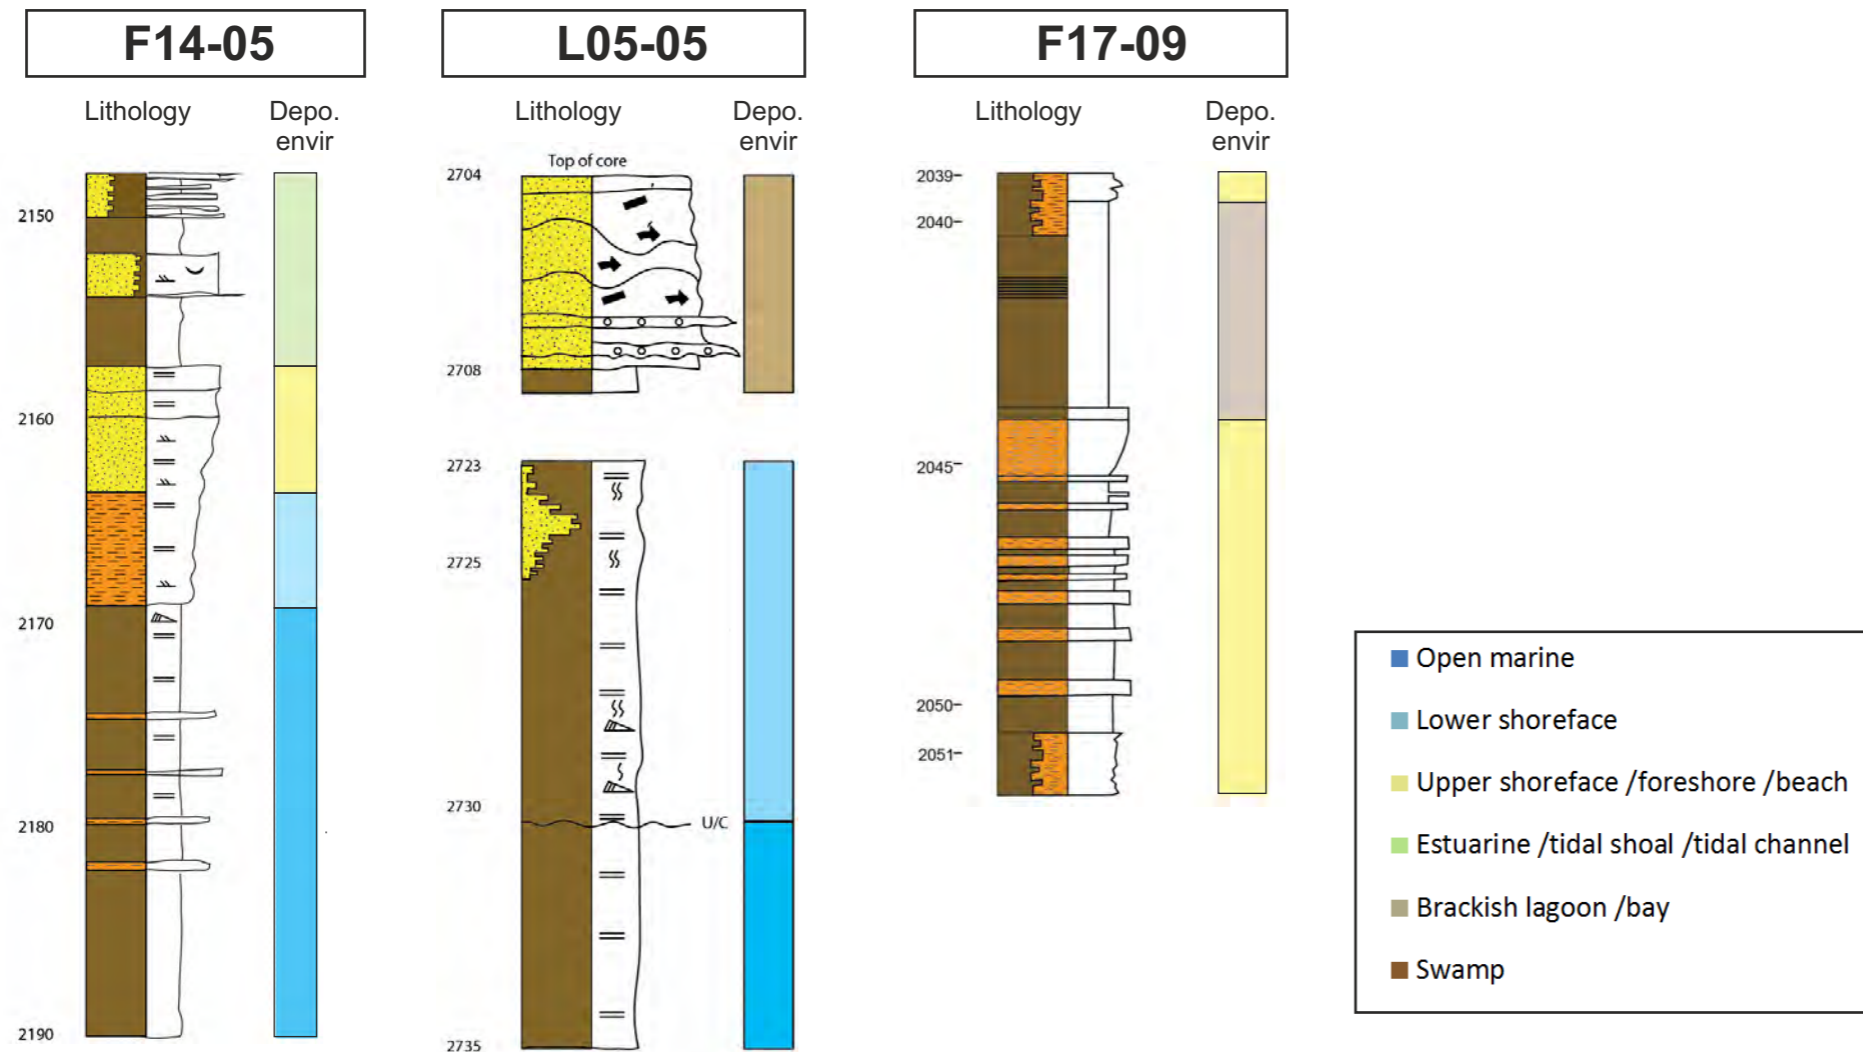 F14-05
L05-05
F17-09
Lithology
Depo.
envir
Lithology
Depo.
envir
Lithology
Depo.
envir
2150
2160
2170
2180
2190
Top of core
2704
2708
2723
2725
2730
U/C
2735
2039
2040
2045
2050
2051
Open marine
Lower shoreface
Upper shoreface /foreshore /beach
Estuarine /tidal shoal /tidal channel
Brackish lagoon /bay
Swamp